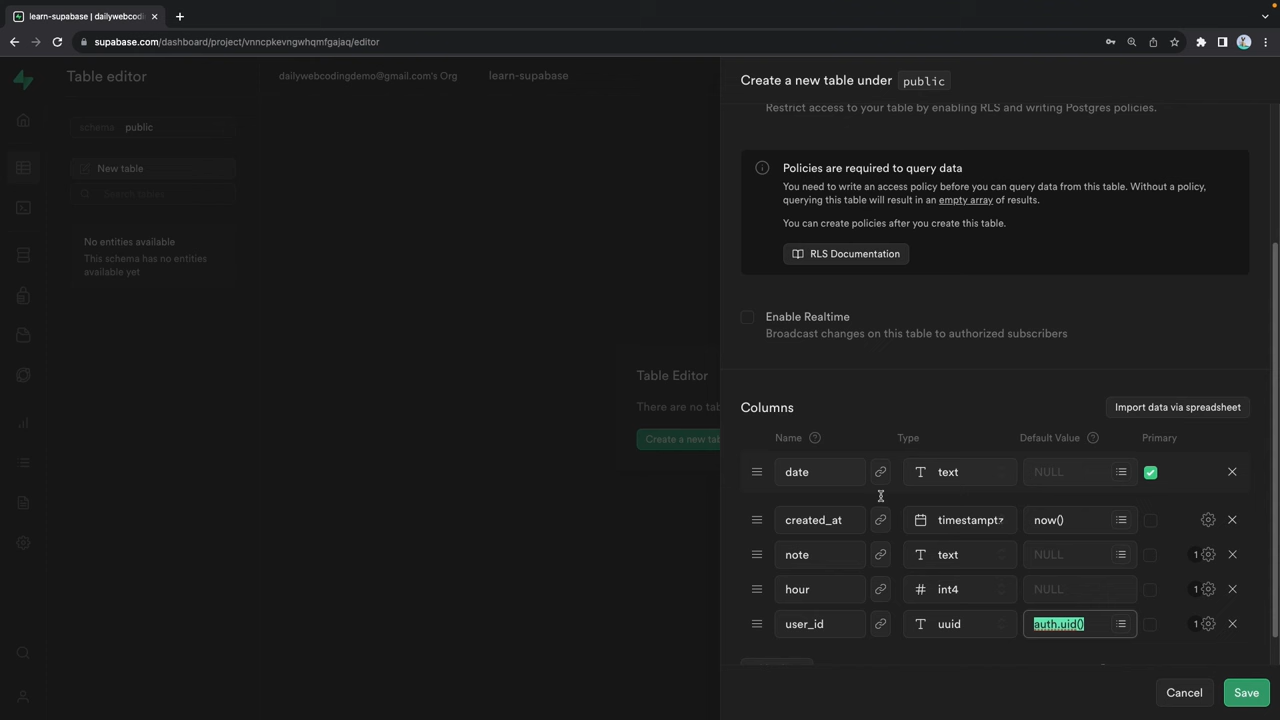 learn-supabase | dailywebcodi
supabase.com/dashboard/project/vnncpkevngwhqmfgajaq/editor
Table editor
dailywebcodingdemo@gmail.com's Org
learn-supabase
schema public
New table
Search tables
No entities available
This schema has no entities
available yet
Table Editor
There are no tab
Create a new tab
Create a new table under public
Restrict access to your table by enabling RLS and writing Postgres policies.
Policies are required to query data
You need to write an access policy before you can query data from this table. Without a policy,
querying this table will result in an empty array of results.
You can create policies after you create this table.
RLS Documentation
Enable Realtime
Broadcast changes on this table to authorized subscribers
Columns
Import data via spreadsheet
Name Type Default Value Primary
date text NULL
created_at timestampt now()
note text NULL 1
hour int4 NULL 1
user_id uuid auth.uid() 1
Cancel
Save